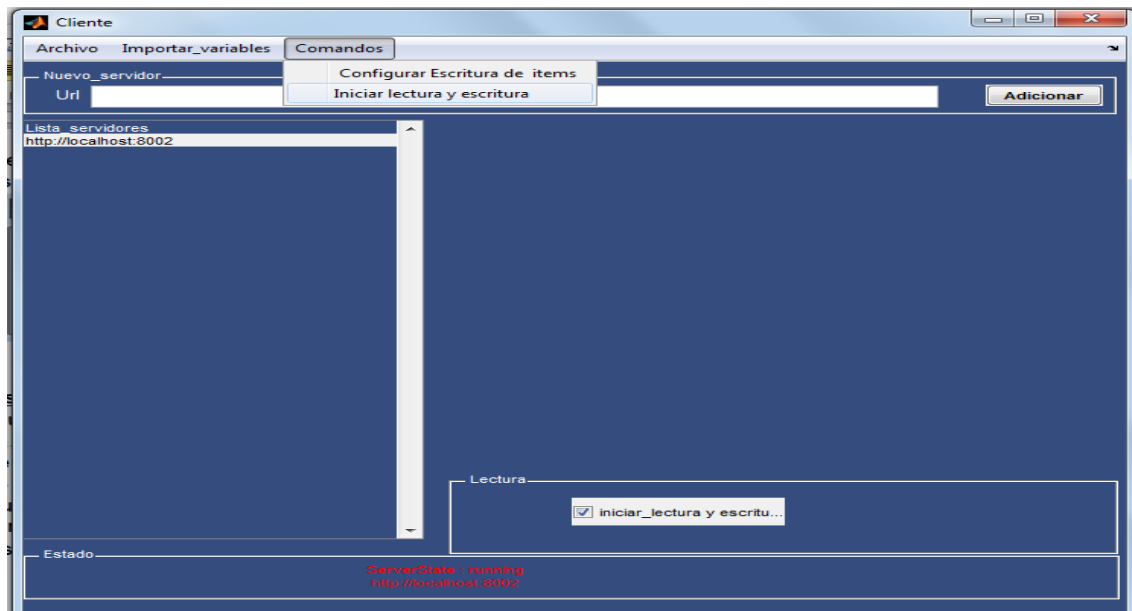 Cliente
Archivo Importar_variables Comandos
Configurar Escritura de items
Iniciar lectura y escritura
Nuevo_servidor
Url
Adicionar
Lista_servidores
http://localhost:8002
Lectura
iniciar_lectura y escritu...
Estado
ServerState : running
http://localhost:8002